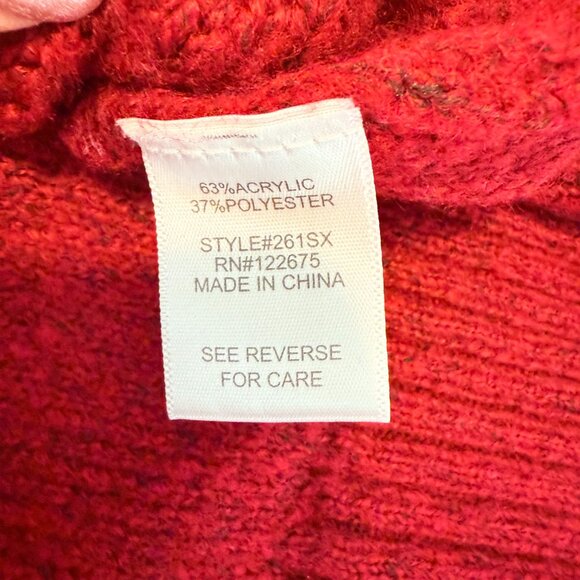 63%ACRYLIC
37%POLYESTER
STYLE#261SX
RN#122675
MADE IN CHINA
SEE REVERSE
FOR CARE